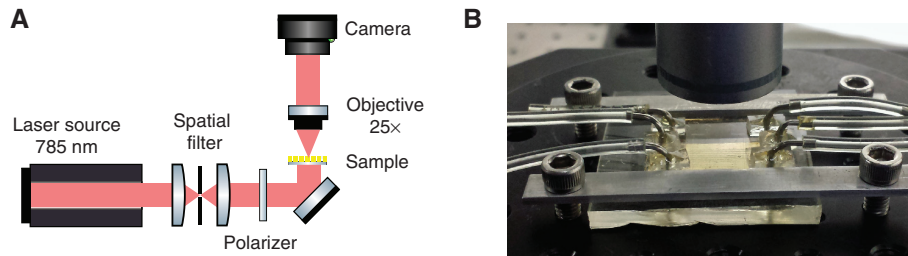 A
Camera
Objective
25×
Laser source
785 nm
Spatial
filter
Sample
Polarizer
B